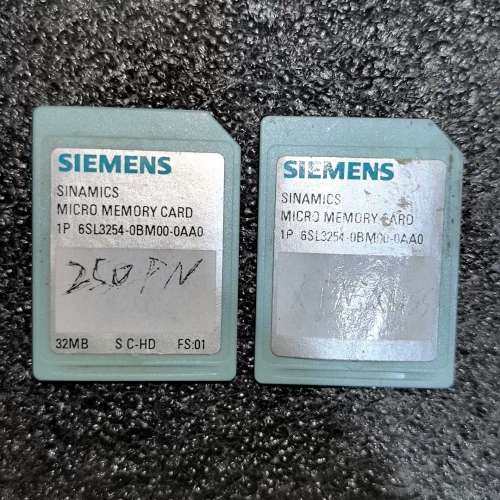 SIEMENS
SINAMICS
MICRO MEMORY CARD
1P 6SL3254-0BM00-0AA0
250 PN
32MB S C-HD FS:01
SIEMENS
SINAMICS
MICRO MEMORY CARD
1P 6SL3254-0BM00-0AA0